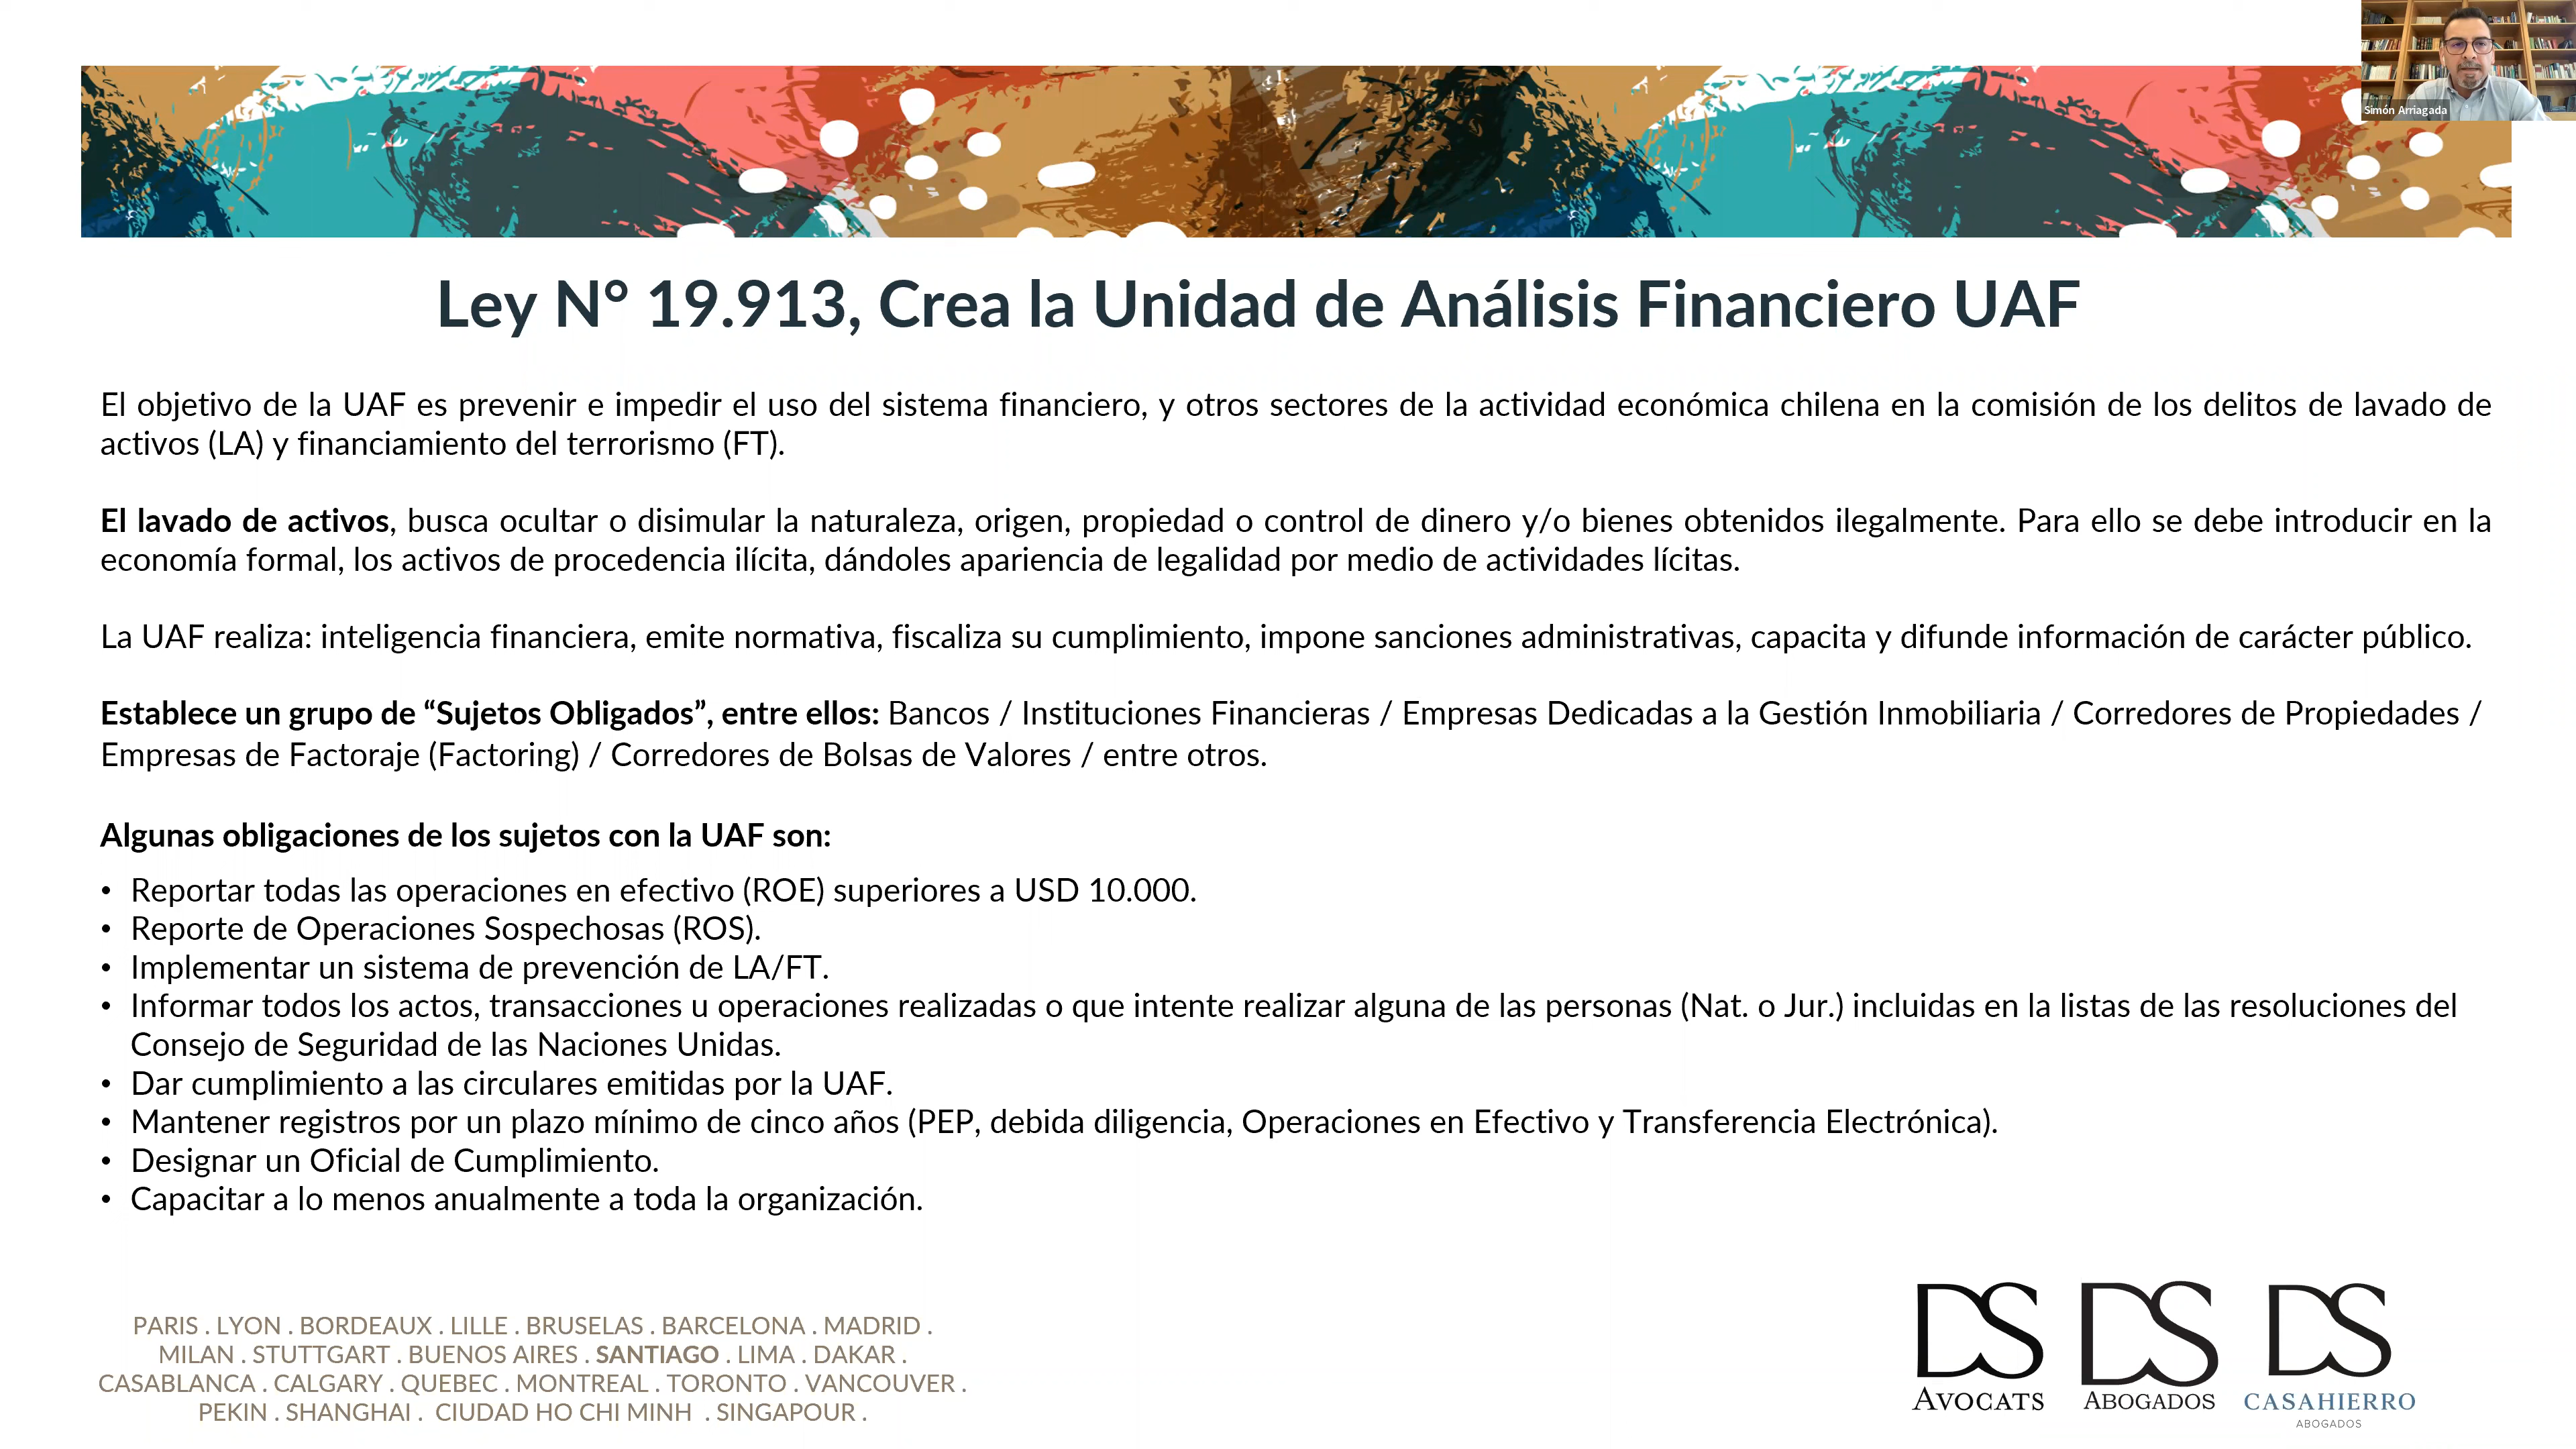 Simón Arriagada
Ley N° 19.913, Crea la Unidad de Análisis Financiero UAF
El objetivo de la UAF es prevenir e impedir el uso del sistema financiero, y otros sectores de la actividad económica chilena en la comisión de los delitos de lavado de
activos (LA) y financiamiento del terrorismo (FT).
El lavado de activos, busca ocultar o disimular la naturaleza, origen, propiedad o control de dinero y/o bienes obtenidos ilegalmente. Para ello se debe introducir en la
economía formal, los activos de procedencia ilícita, dándoles apariencia de legalidad por medio de actividades lícitas.
La UAF realiza: inteligencia financiera, emite normativa, fiscaliza su cumplimiento, impone sanciones administrativas, capacita y difunde información de carácter público.
Establece un grupo de “Sujetos Obligados”, entre ellos: Bancos / Instituciones Financieras / Empresas Dedicadas a la Gestión Inmobiliaria / Corredores de Propiedades /
Empresas de Factoraje (Factoring) / Corredores de Bolsas de Valores / entre otros.
Algunas obligaciones de los sujetos con la UAF son:
• Reportar todas las operaciones en efectivo (ROE) superiores a USD 10.000.
• Reporte de Operaciones Sospechosas (ROS).
• Implementar un sistema de prevención de LA/FT.
• Informar todos los actos, transacciones u operaciones realizadas o que intente realizar alguna de las personas (Nat. o Jur.) incluidas en la listas de las resoluciones del
Consejo de Seguridad de las Naciones Unidas.
• Dar cumplimiento a las circulares emitidas por la UAF.
• Mantener registros por un plazo mínimo de cinco años (PEP, debida diligencia, Operaciones en Efectivo y Transferencia Electrónica).
• Designar un Oficial de Cumplimiento.
• Capacitar a lo menos anualmente a toda la organización.
PARIS . LYON . BORDEAUX . LILLE . BRUSELAS . BARCELONA . MADRID .
MILAN . STUTTGART . BUENOS AIRES . SANTIAGO . LIMA . DAKAR .
CASABLANCA . CALGARY . QUEBEC . MONTREAL . TORONTO . VANCOUVER .
PEKIN . SHANGHAI . CIUDAD HO CHI MINH . SINGAPOUR .
DS
AVOCATS
DS
ABOGADOS
DS
CASAHIERRO
ABOGADOS